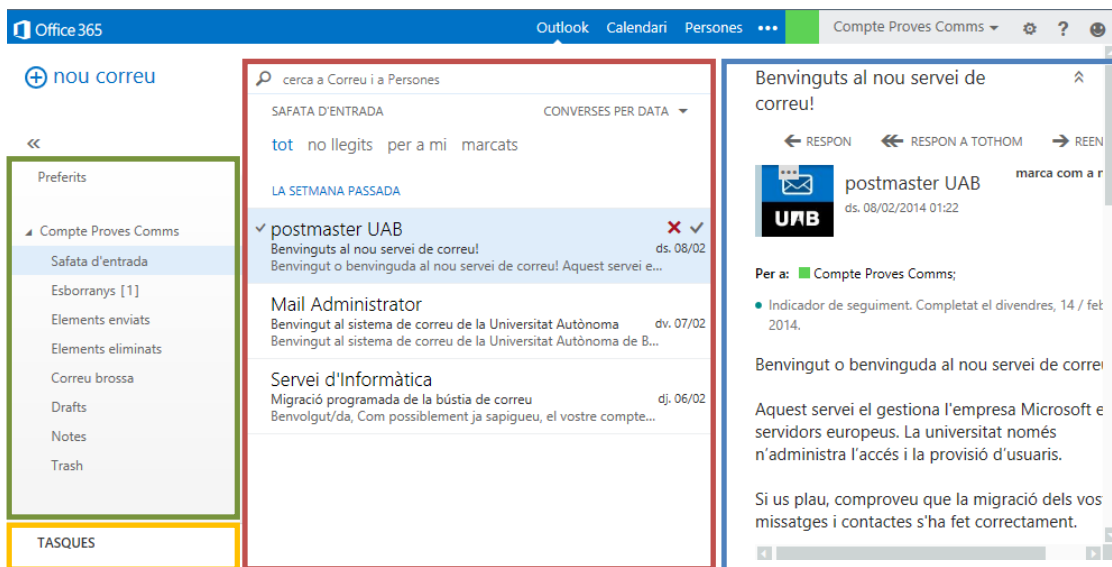 Office 365
Outlook Calendari Persones ••• Compte Proves Comms ?
nou correu
«
Preferits
Compte Proves Comms
Safata d'entrada
Esborranys [1]
Elements enviats
Elements eliminats
Correu brossa
Drafts
Notes
Trash
TASQUES
cerca a Correu i a Persones
SAFATA D'ENTRADA CONVERSES PER DATA
tot no llegits per a mi marcats
LA SETMANA PASSADA
postmaster UAB
Benvinguts al nou servei de correu! ds. 08/02
Benvingut o benvinguda al nou servei de correu! Aquest servei e...
Mail Administrator
Benvingut al sistema de correu de la Universitat Autònoma dv. 07/02
Benvingut al sistema de correu de la Universitat Autònoma de B...
Servei d'Informàtica
Migració programada de la bústia de correu dj. 06/02
Benvolgut/da, Com possiblement ja sapigueu, el vostre compte...
Benvinguts al nou servei de
correu!
RESPON RESPON A TOTHOM REEN
UAB
postmaster UAB marca com a r
ds. 08/02/2014 01:22
Per a: Compte Proves Comms;
• Indicador de seguiment. Completat el divendres, 14 / feb
2014.
Benvingut o benvinguda al nou servei de corre
Aquest servei el gestiona l'empresa Microsoft e
servidors europeus. La universitat només
n'administra l'accés i la provisió d'usuaris.
Si us plau, comproveu que la migració dels vos
missatges i contactes s'ha fet correctament.